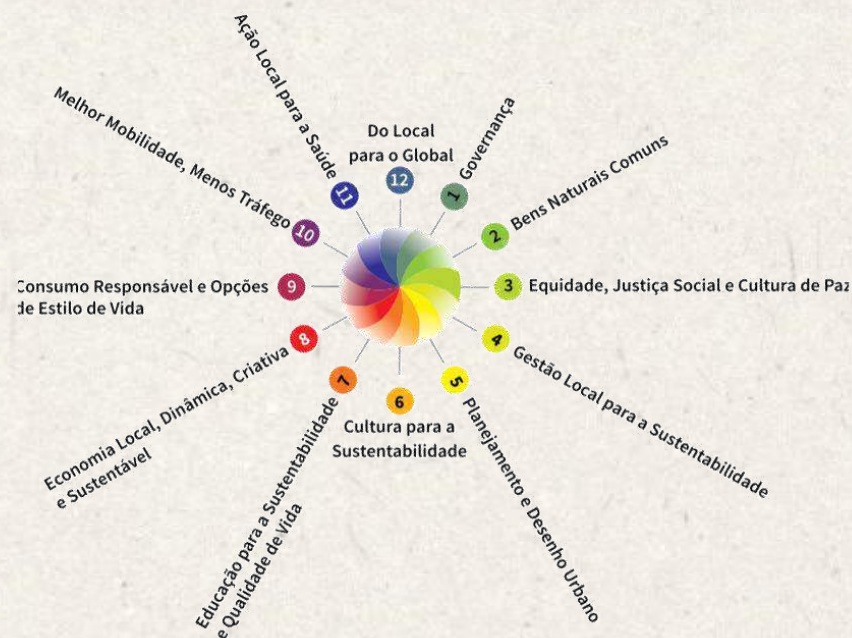 Do Local
para o Global
12
1
Governança
2
Bens Naturais Comuns
3
Equidade, Justiça Social e Cultura de Paz
4
Gestão Local para a Sustentabilidade
5
Planejamento e Desenho Urbano
6
Cultura para a
Sustentabilidade
7
Educação para a Sustentabilidade
e Qualidade de Vida
8
Economia Local, Dinâmica, Criativa
e Sustentável
9
Consumo Responsável e Opções
de Estilo de Vida
10
Melhor Mobilidade, Menos Tráfego
11
Ação Local para a Saúde